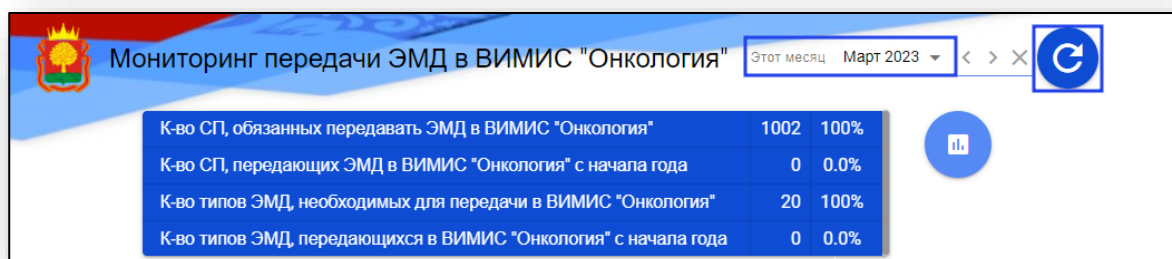 Мониторинг передачи ЭМД в ВИМИС "Онкология" Этот месяц Март 2023
К-во СП, обязанных передавать ЭМД в ВИМИС "Онкология" 1002 100%
К-во СП, передающих ЭМД в ВИМИС "Онкология" с начала года 0 0.0%
К-во типов ЭМД, необходимых для передачи в ВИМИС "Онкология" 20 100%
К-во типов ЭМД, передающихся в ВИМИС "Онкология" с начала года 0 0.0%